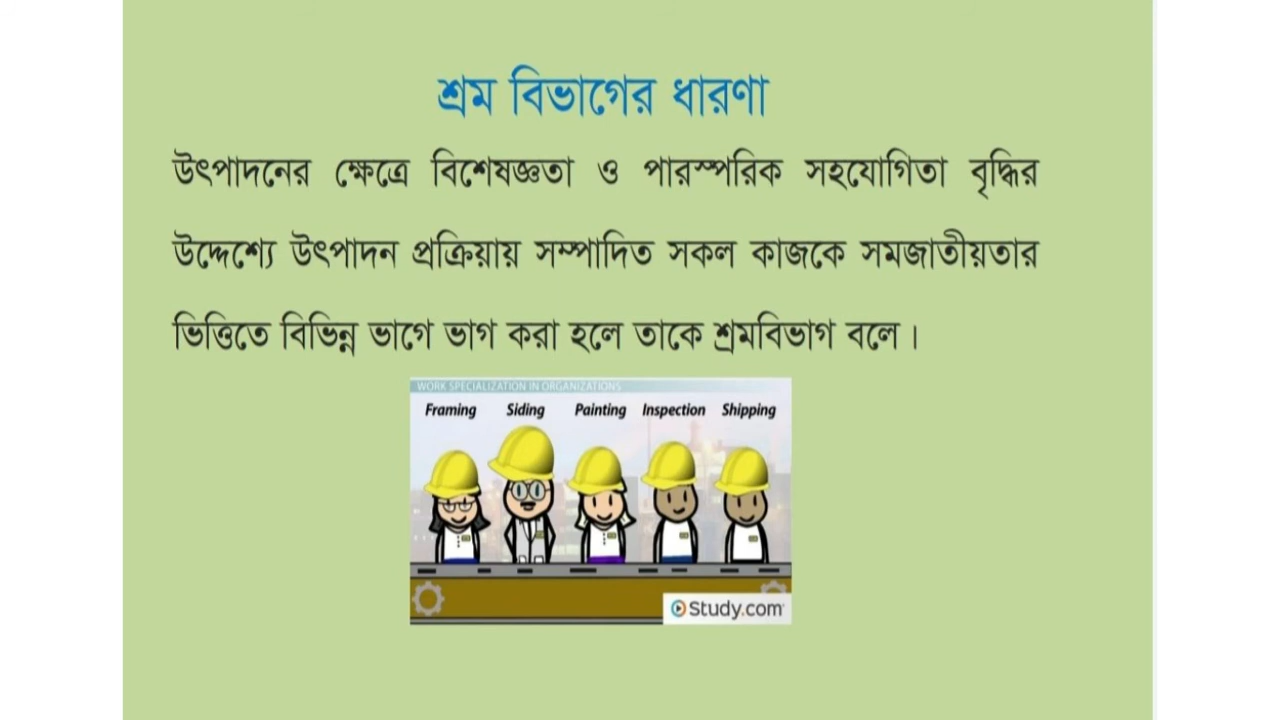 শ্রম বিভাগের ধারণা
উৎপাদনের ক্ষেত্রে বিশেষজ্ঞতা ও পারস্পরিক সহযোগিতা বৃদ্ধির
উদ্দেশ্যে উৎপাদন প্রক্রিয়ায় সম্পাদিত সকল কাজকে সমজাতীয়তার
ভিত্তিতে বিভিন্ন ভাগে ভাগ করা হলে তাকে শ্রমবিভাগ বলে।
WORK SPECIALIZATION IN ORGANIZATIONS
Framing Siding Painting Inspection Shipping
Study.com